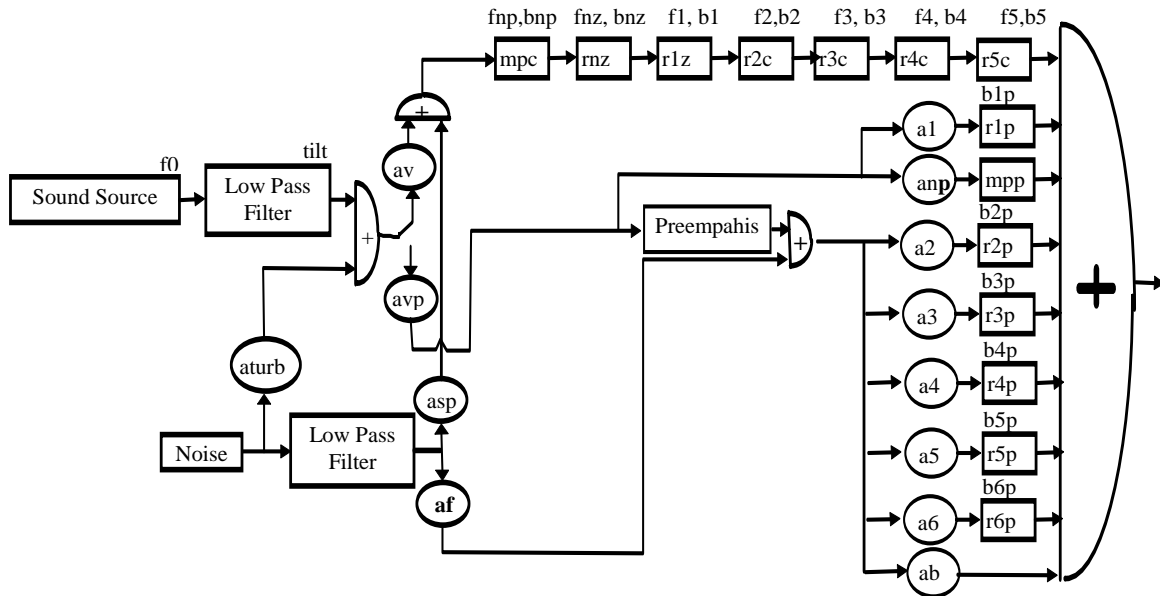 fnp,bnp fnz, bnz f1, b1 f2,b2 f3, b3 f4, b4 f5,b5
mpc rnz r1z r2c r3c r4c r5c
+
b1p
a1 r1p
f0 tilt
av
anp mpp
Sound Source
Low Pass
Filter
+
Preempahis
+
b2p
a2 r2p
avp
b3p
a3 r3p
+
aturb
b4p
a4 r4p
asp
Noise
Low Pass
Filter
b5p
a5 r5p
af
b6p
a6 r6p
ab